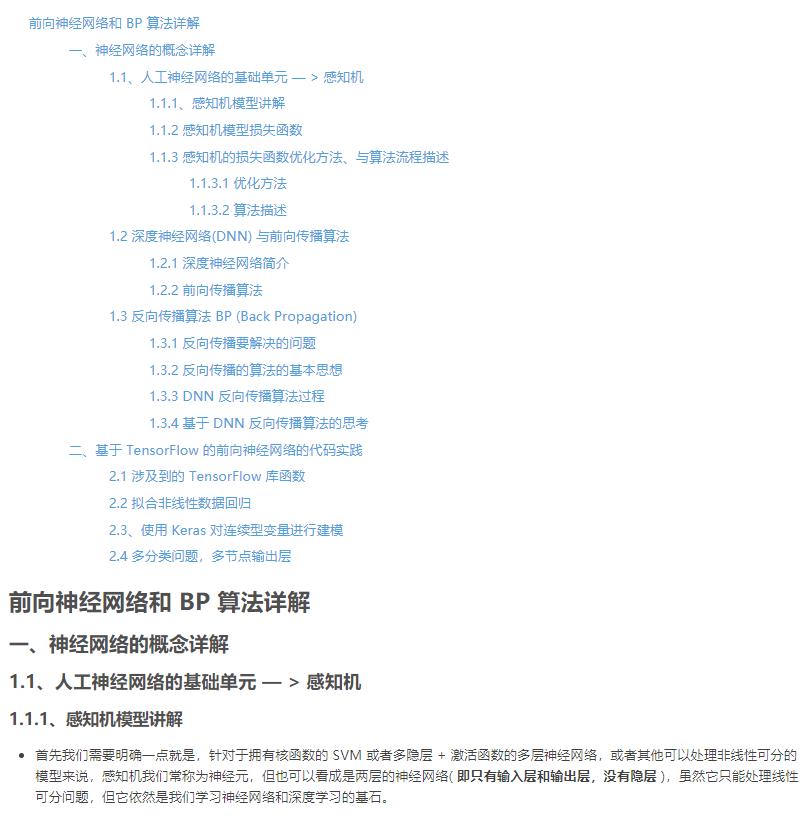 前向神经网络和 BP 算法详解
一、神经网络的概念详解
1.1、人工神经网络的基础单元 — > 感知机
1.1.1、感知机模型讲解
1.1.2 感知机模型损失函数
1.1.3 感知机的损失函数优化方法、与算法流程描述
1.1.3.1 优化方法
1.1.3.2 算法描述
1.2 深度神经网络(DNN) 与前向传播算法
1.2.1 深度神经网络简介
1.2.2 前向传播算法
1.3 反向传播算法 BP (Back Propagation)
1.3.1 反向传播要解决的问题
1.3.2 反向传播的算法的基本思想
1.3.3 DNN 反向传播算法过程
1.3.4 基于 DNN 反向传播算法的思考
二、基于 TensorFlow 的前向神经网络的代码实践
2.1 涉及到的 TensorFlow 库函数
2.2 拟合非线性数据回归
2.3、使用 Keras 对连续型变量进行建模
2.4 多分类问题，多节点输出层
前向神经网络和 BP 算法详解
一、神经网络的概念详解
1.1、人工神经网络的基础单元 — > 感知机
1.1.1、感知机模型讲解
• 首先我们需要明确一点就是，针对于拥有核函数的 SVM 或者多隐层 + 激活函数的多层神经网络，或者其他可以处理非线性可分的
模型来说，感知机我们常称为神经元，但也可以看成是两层的神经网络( 即只有输入层和输出层，没有隐层 )，虽然它只能处理线性
可分问题，但它依然是我们学习神经网络和深度学习的基石。